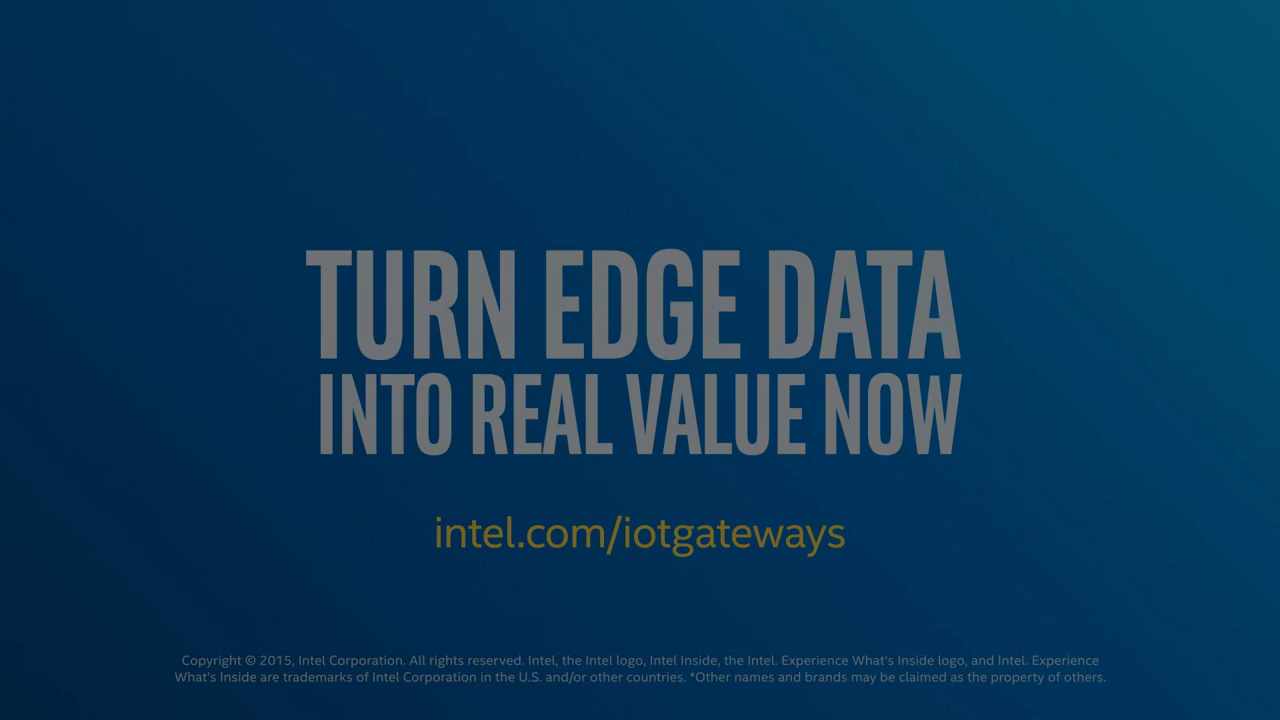 TURN EDGE DATA
INTO REAL VALUE NOW
intel.com/iotgateways
Copyright © 2015, Intel Corporation. All rights reserved. Intel, the Intel logo, Intel Inside, the Intel. Experience What's Inside logo, and Intel. Experience
What's Inside are trademarks of Intel Corporation in the U.S. and/or other countries. *Other names and brands may be claimed as the property of others.